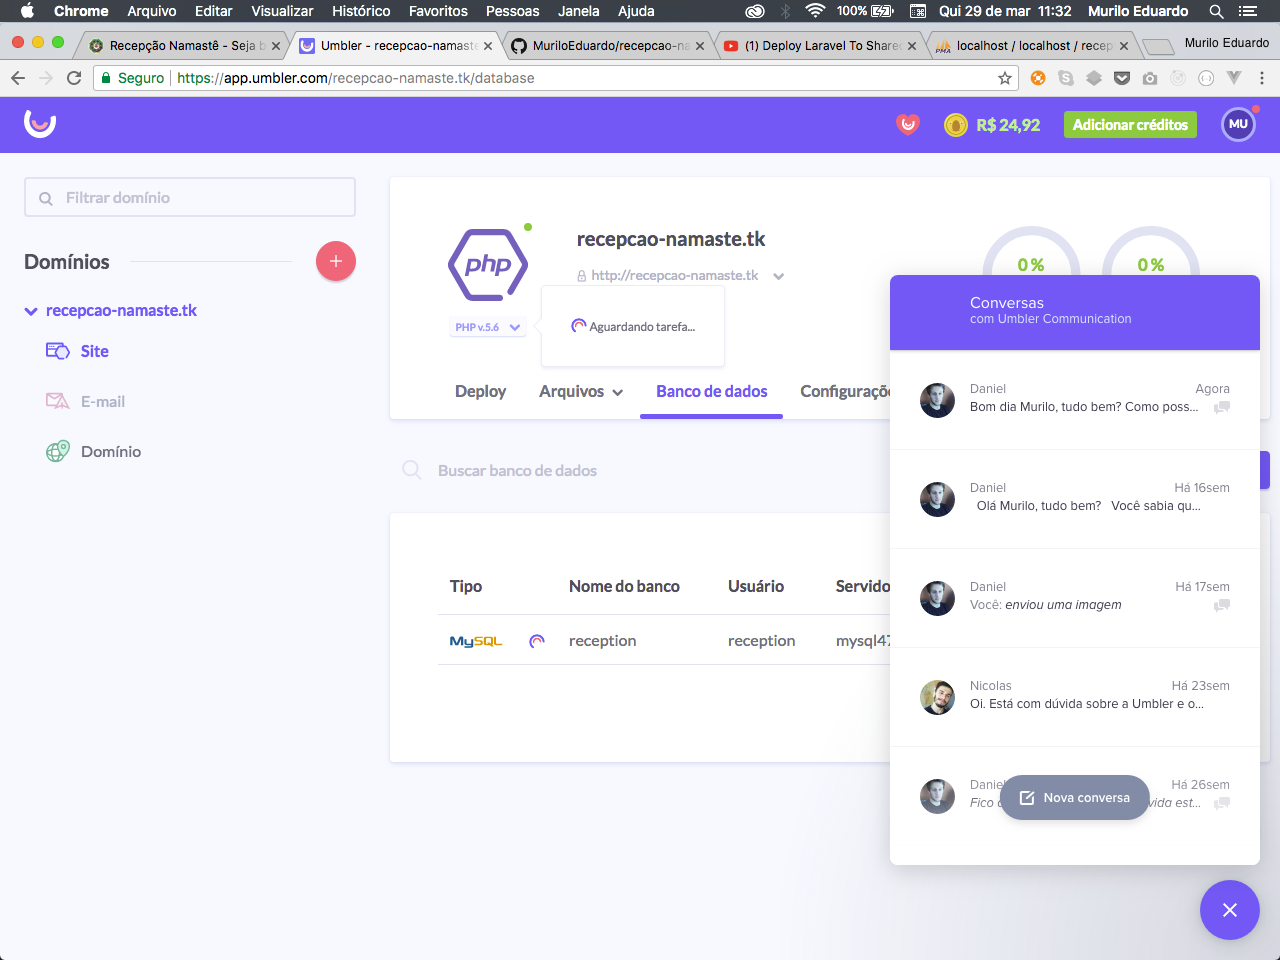 Chrome Arquivo Editar Visualizar Histórico Favoritos Pessoas Janela Ajuda 100% Qui 29 de mar 11:32 Murilo Eduardo
Recepção Namastê - Seja b Umbler - recepcao-namaste MuriloEduardo/recepcao-na (1) Deploy Laravel To Shared localhost / localhost / recep Murilo Eduardo
Seguro https://app.umbler.com/recepcao-namaste.tk/database
R$ 24,92 Adicionar créditos MU
Filtrar domínio
Domínios
recepcao-namaste.tk
Site
E-mail
Domínio
php
PHP v.5.6
recepcao-namaste.tk
http://recepcao-namaste.tk
0 % 0 %
Aguardando tarefa...
Deploy Arquivos Banco de dados Configuraçõe
Buscar banco de dados
Tipo Nome do banco Usuário Servido
MySQL reception reception mysql47
Conversas
com Umbler Communication
Daniel Agora
Bom dia Murilo, tudo bem? Como poss...
Daniel Há 16sem
Olá Murilo, tudo bem? Você sabia qu...
Daniel Há 17sem
Você: enviou uma imagem
Nicolas Há 23sem
Oi. Está com dúvida sobre a Umbler e o...
Daniel Há 26sem
Fico vida est...
Nova conversa